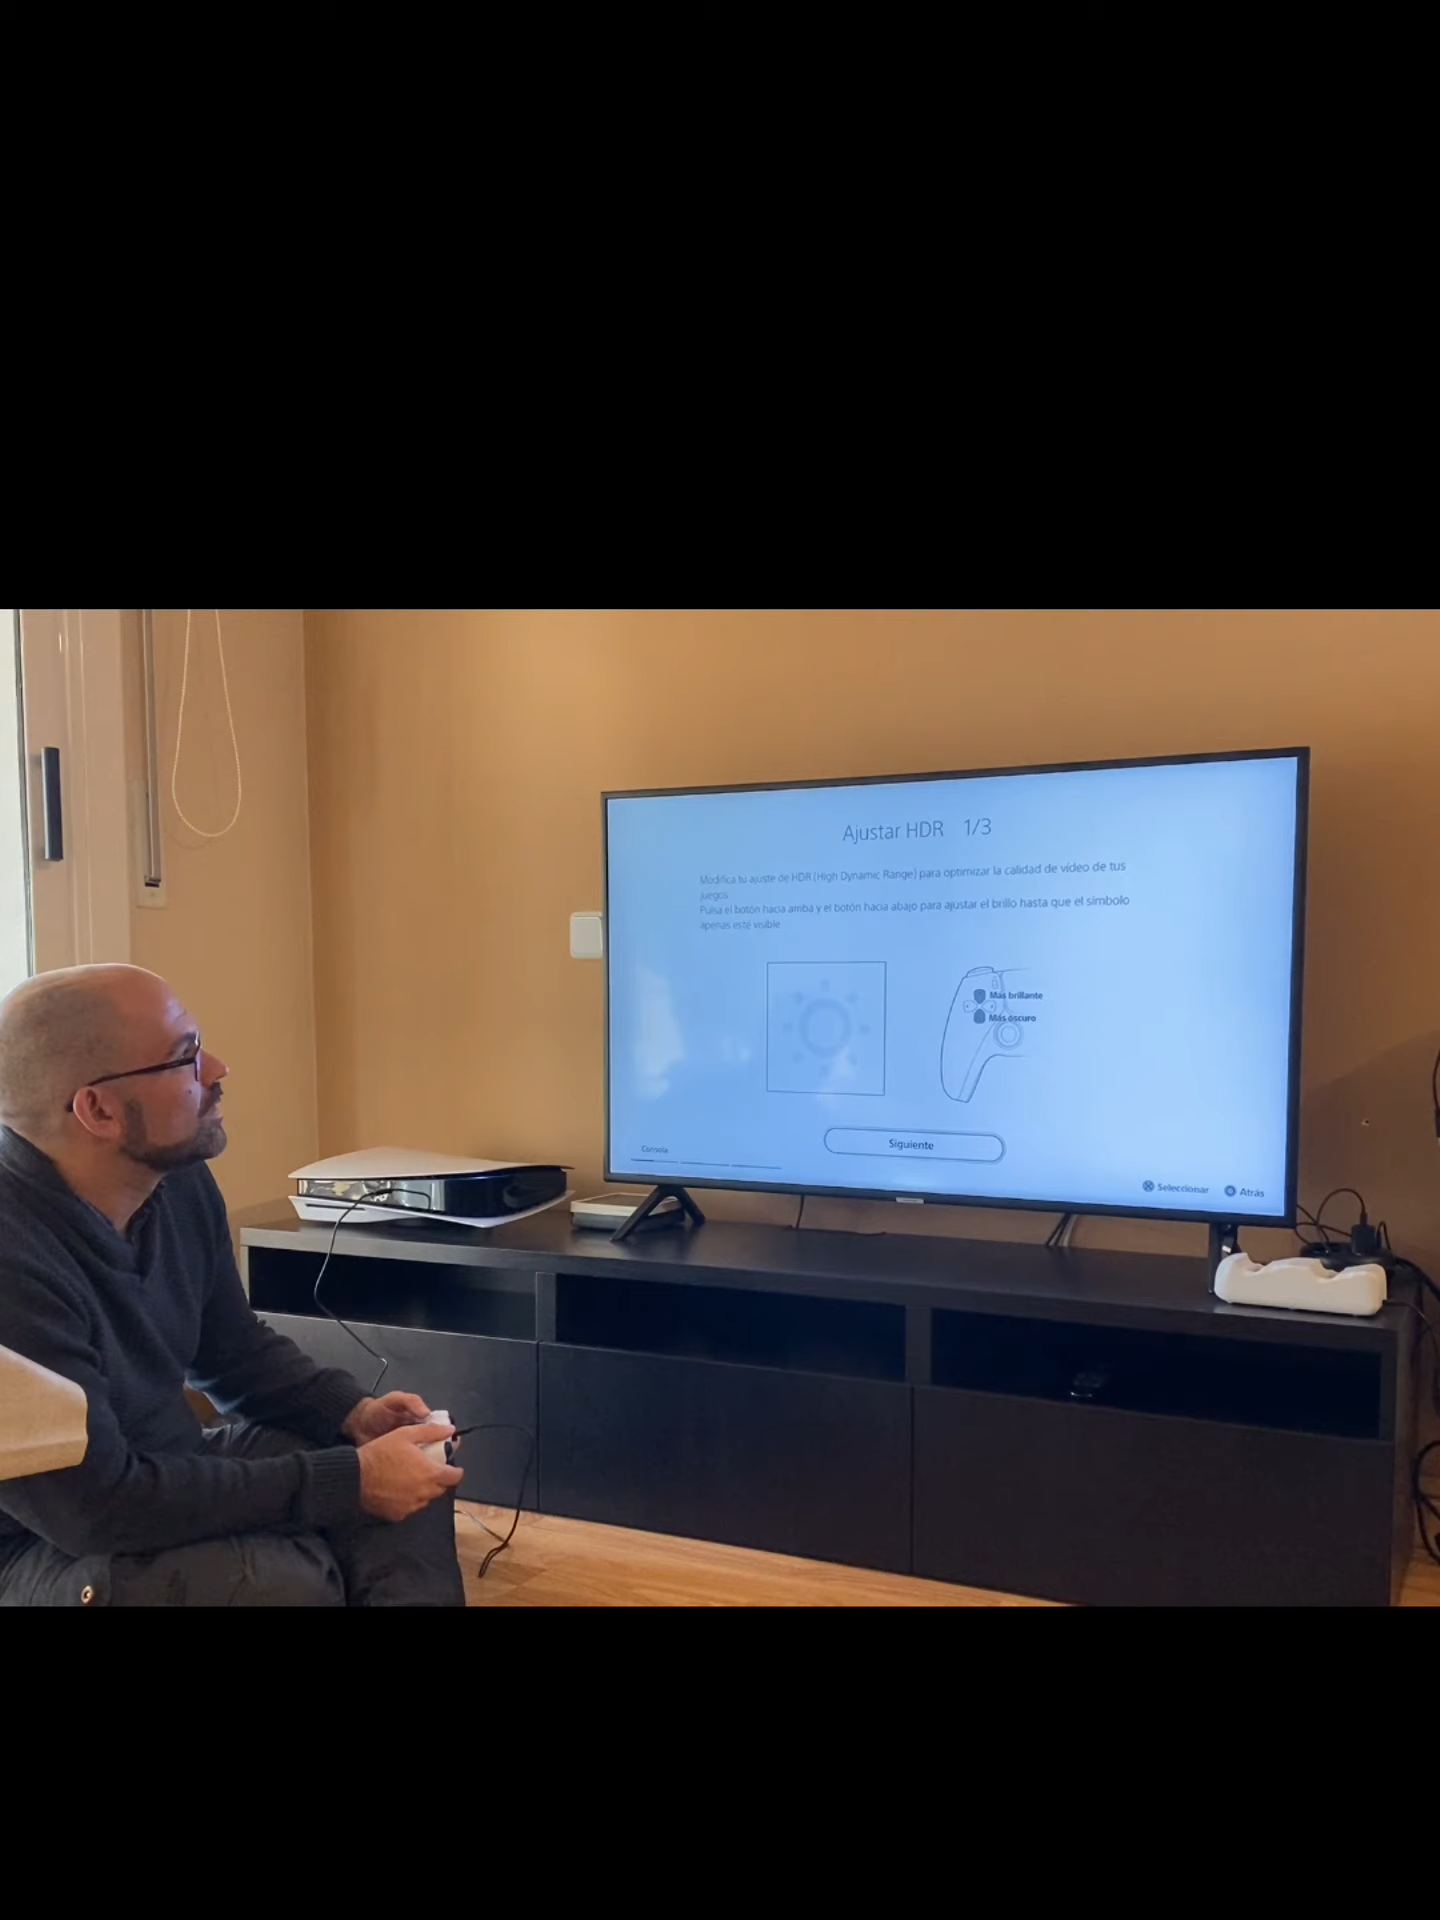 Ajustar HDR 1/3
Modifica tu ajuste de HDR (High Dynamic Range) para optimizar la calidad de vídeo de tus
juegos.
Pulsa el botón hacia arriba y el botón hacia abajo para ajustar el brillo hasta que el símbolo
apenas esté visible
Más brillante
Más oscuro
Siguiente
Consola
Seleccionar
Atrás